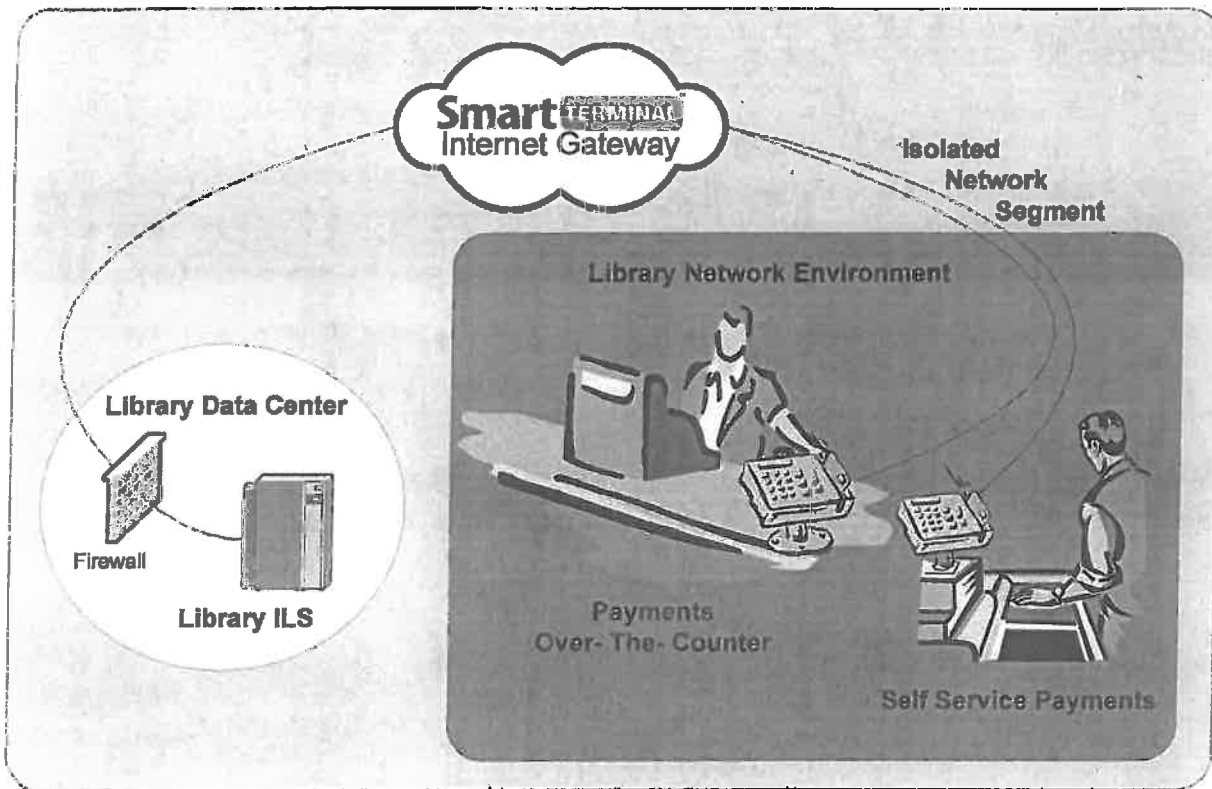 Smart TERMINAL
Internet Gateway
Isolated
Network
Segment
Library Network Environment
Library Data Center
Firewall
Library ILS
Payments
Over- The- Counter
Self Service Payments